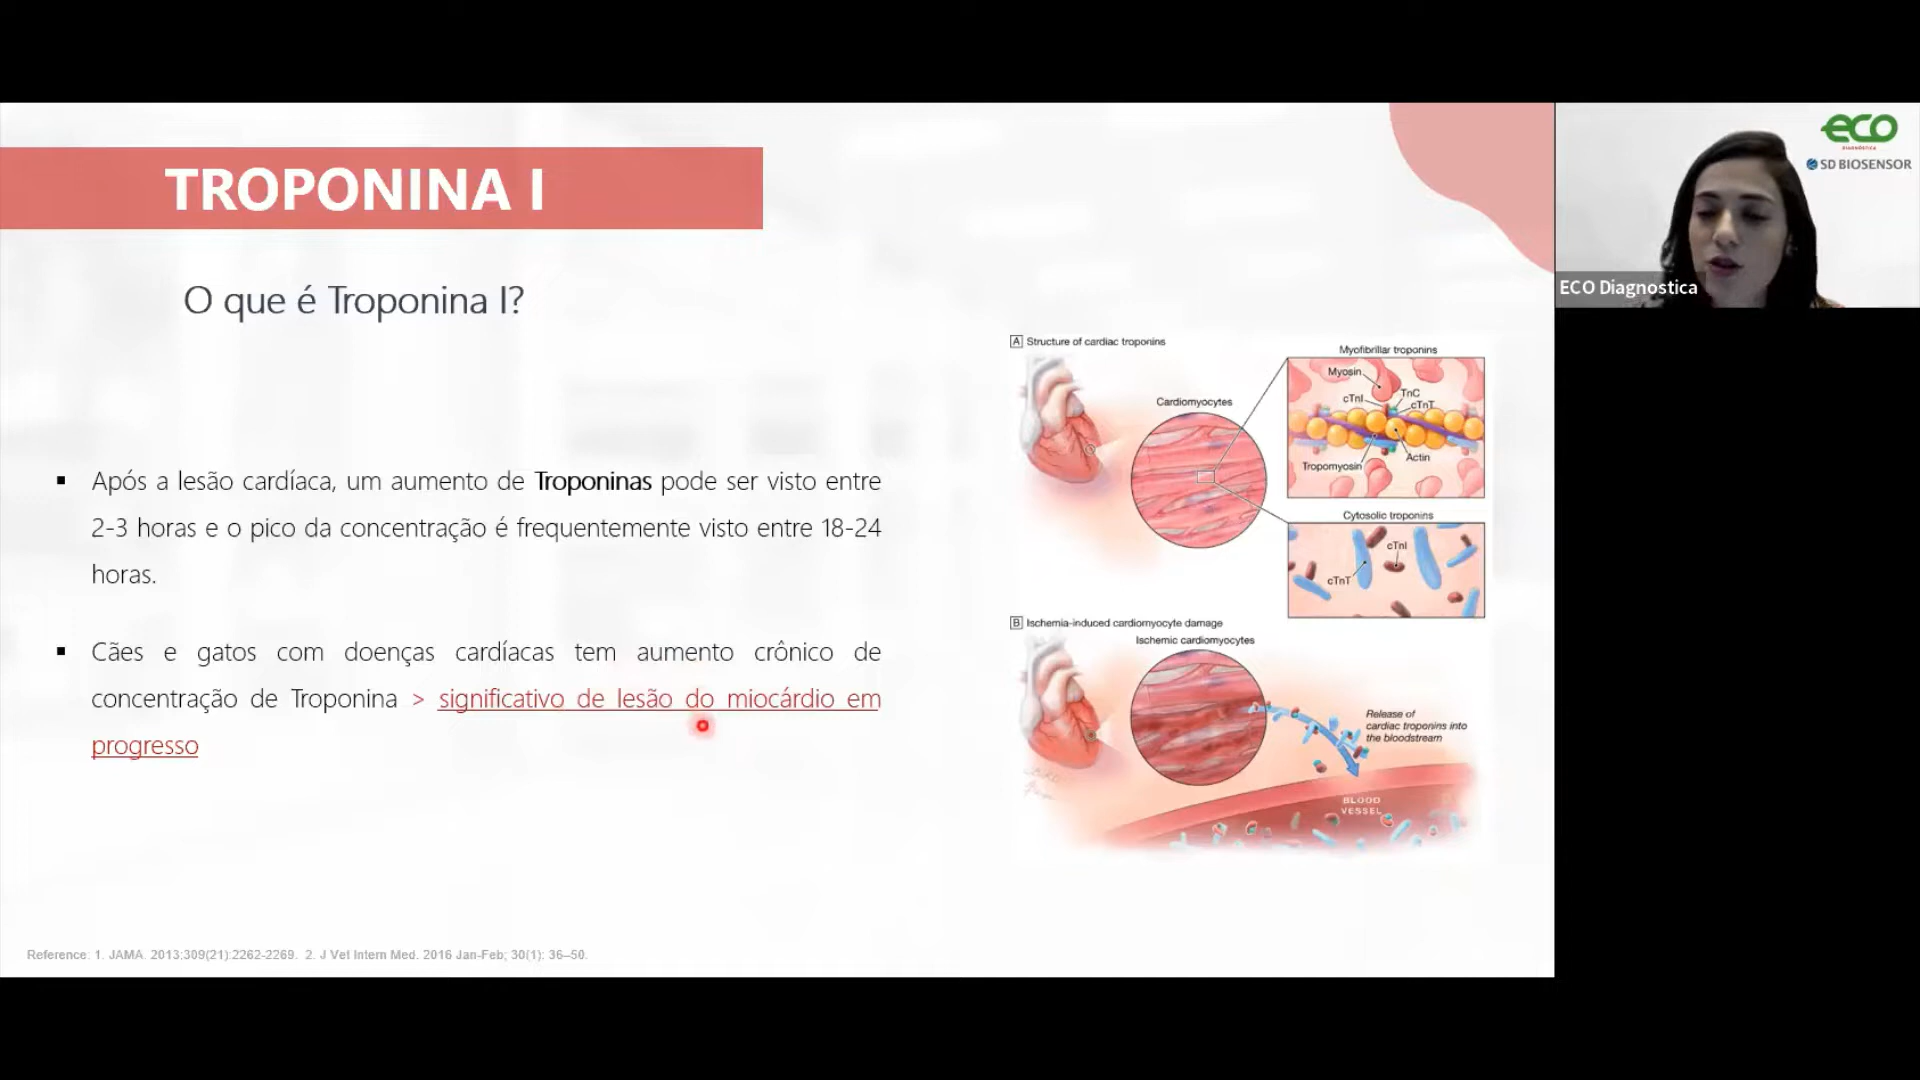 TROPONINA I
O que é Troponina I?
Após a lesão cardíaca, um aumento de Troponinas pode ser visto entre
2-3 horas e o pico da concentração é frequentemente visto entre 18-24
horas.
Cães e gatos com doenças cardíacas tem aumento crônico de
concentração de Troponina > significativo de lesão do miocárdio em
progresso
A Structure of cardiac troponins
Cardiomyocytes
Myofibrillar troponins
Myosin
TnC
cTnI
cTnT
Tropomyosin
Actin
Cytosolic troponins
cTnI
cTnT
B Ischemia-induced cardiomyocyte damage
Ischemic cardiomyocytes
Release of
cardiac troponins into
the bloodstream
BLOOD
VESSEL
Reference: 1. JAMA. 2013;309(21):2262-2269. 2. J Vet Intern Med. 2016 Jan-Feb; 30(1): 36–50.
eco
DIAGNÓSTICA
SD BIOSENSOR
ECO Diagnostica